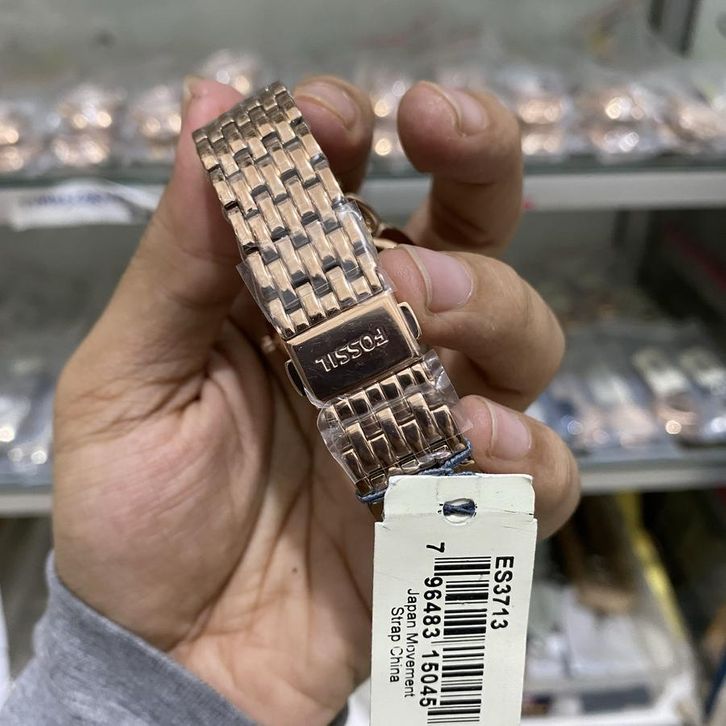 FOSSIL
ES3713
7 96483 15045
Japan Movement
Strap China